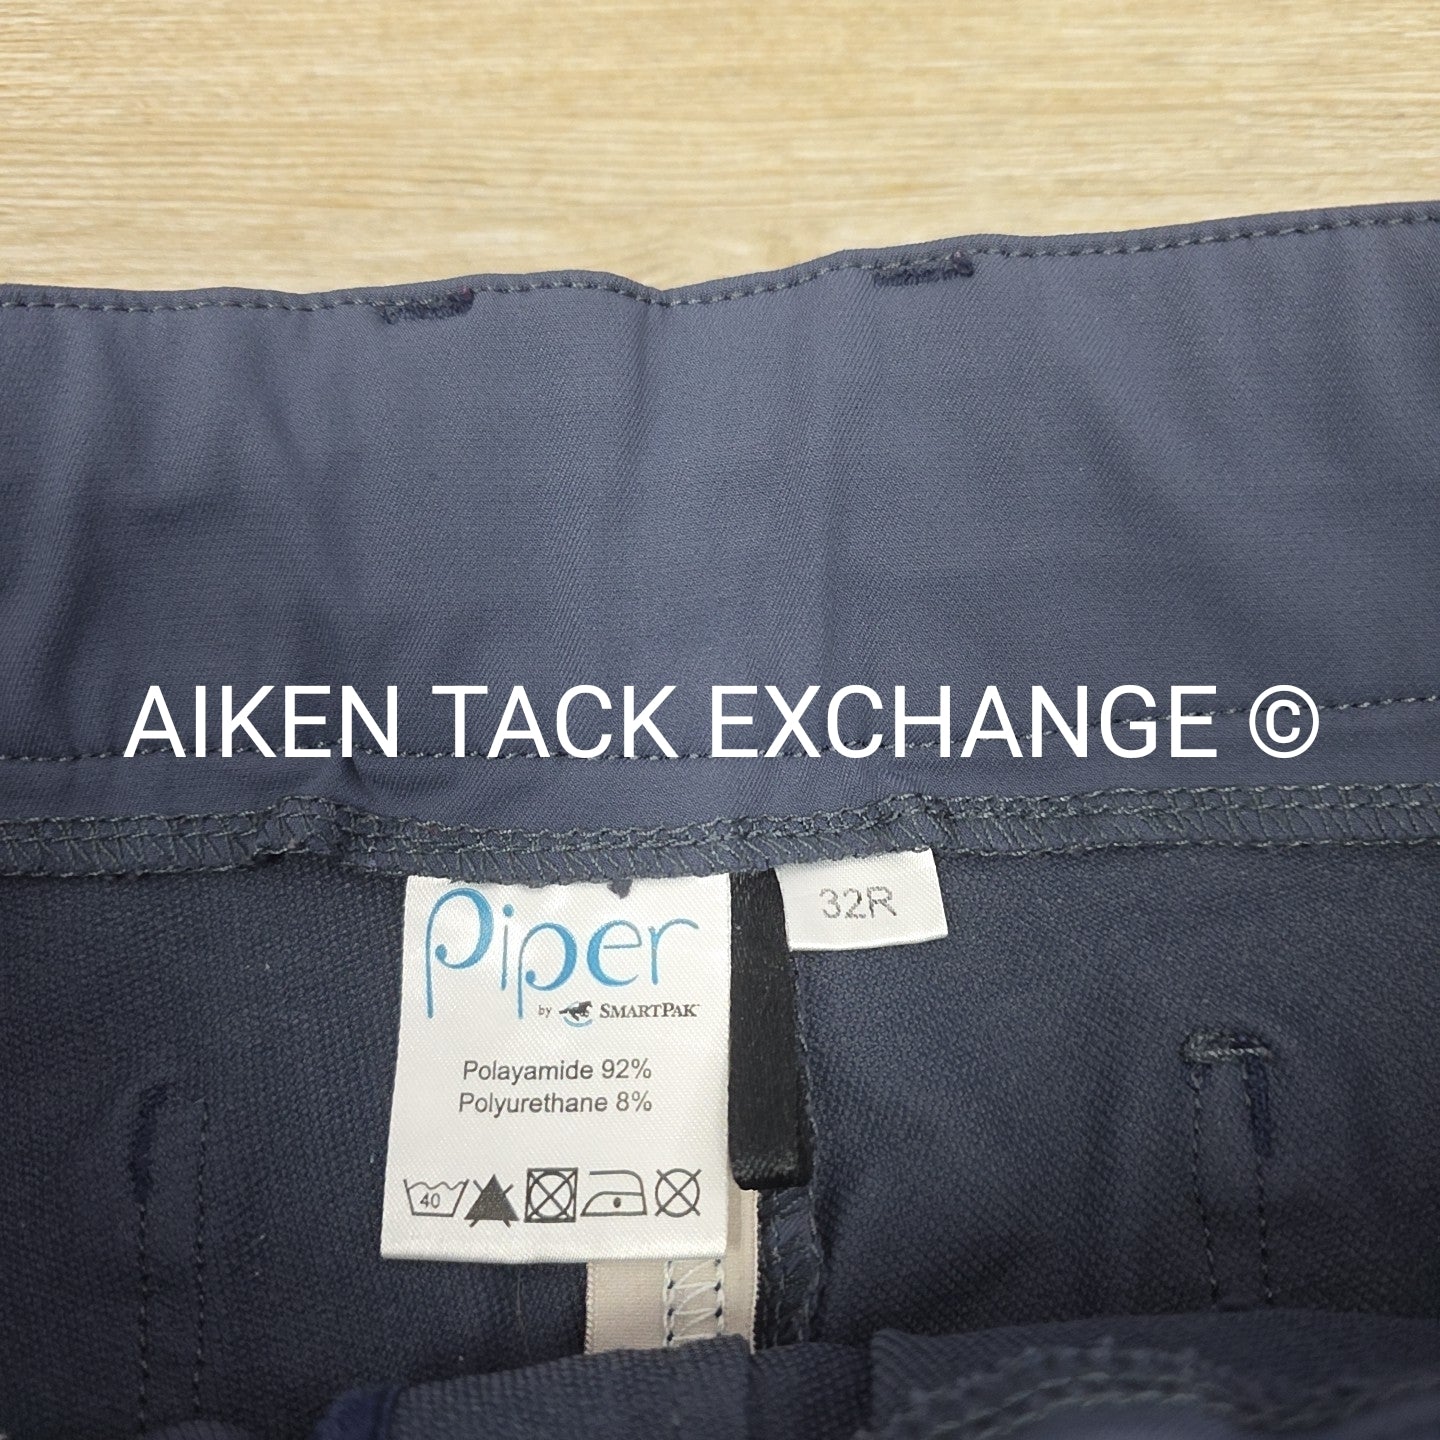 AIKEN TACK EXCHANGE ©
piper
32R
by SMARTPAK
Polayamide 92%
Polyurethane 8%
40